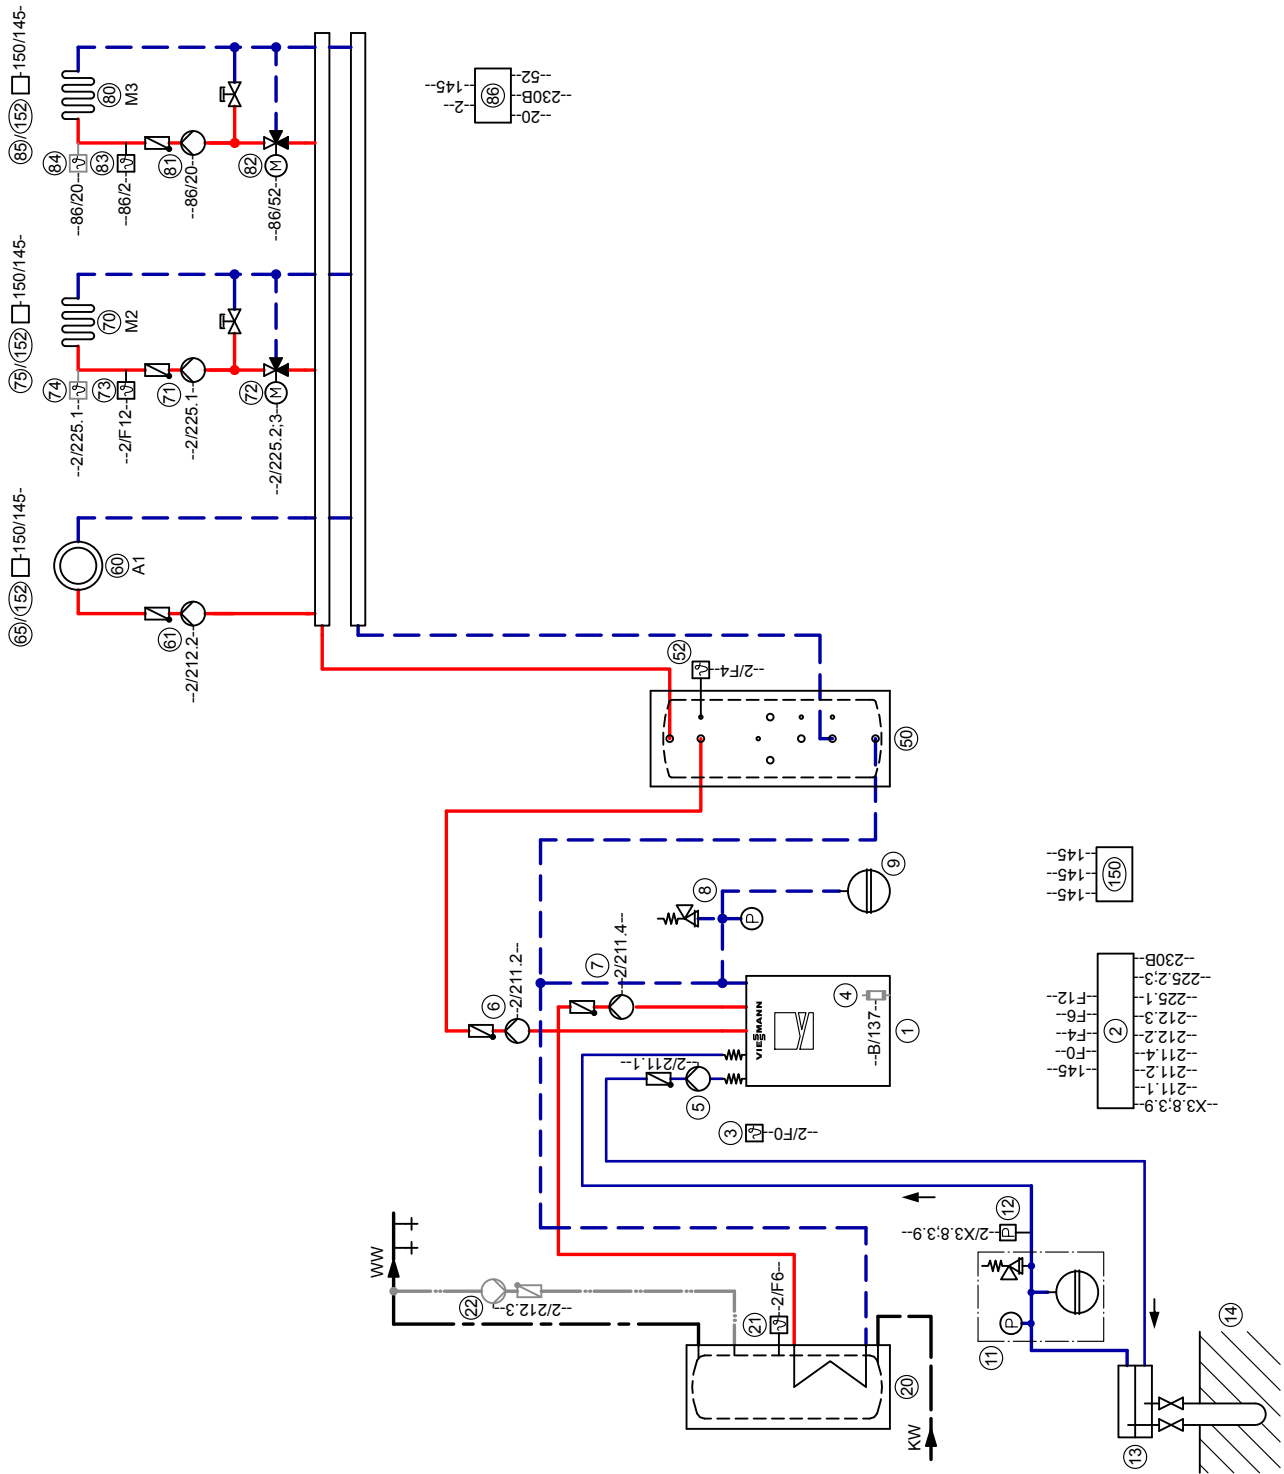 85/152 -150/145-
80
M3
84
--86/20--
83
--86/2--
81
--86/20-
82
M
--86/52-
86
--145--
--2--
--52--
--230B--
--20--
75/152 -150/145-
70
M2
74
--2/225.1--
73
--2/F12--
71
--2/225.1--
72
M
--2/225.2;3--
65/152 -150/145-
60
A1
61
--2/212.2--
52
--2/F4--
50
6
--2/211.2--
7
--2/211.4--
8
P
9
VIESSMANN
4
--B/137--
1
5
--2/211.1--
3
--2/F0--
150
--145--
--145--
--145--
2
--F12--
--F6--
--F4--
--F0--
--145--
--230B--
--225.2;3--
--225.1--
--212.3--
--212.2--
--211.4--
--211.2--
--211.1--
--X3.8;3.9--
WW
22
--2/212.3--
21
--2/F6--
20
KW
12
P
--2/X3.8;3.9--
11
P
13
14